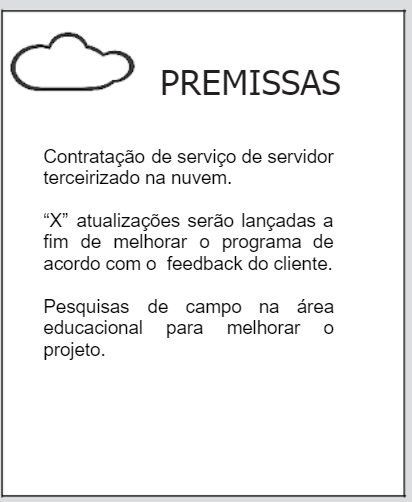 PREMISSAS
Contratação de serviço de servidor
terceirizado na nuvem.
“X” atualizações serão lançadas a
fim de melhorar o programa de
acordo com o feedback do cliente.
Pesquisas de campo na área
educacional para melhorar o
projeto.